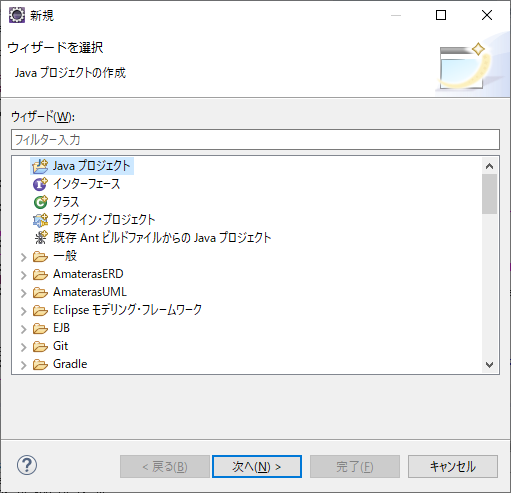 新規
ウィザードを選択
Java プロジェクトの作成
ウィザード(W):
フィルター入力
Java プロジェクト
インターフェース
クラス
プラグイン・プロジェクト
既存 Ant ビルドファイルからの Java プロジェクト
一般
AmaterasERD
AmaterasUML
Eclipse モデリング・フレームワーク
EJB
Git
Gradle
?
< 戻る(B) 次へ(N) > 完了(F) キャンセル